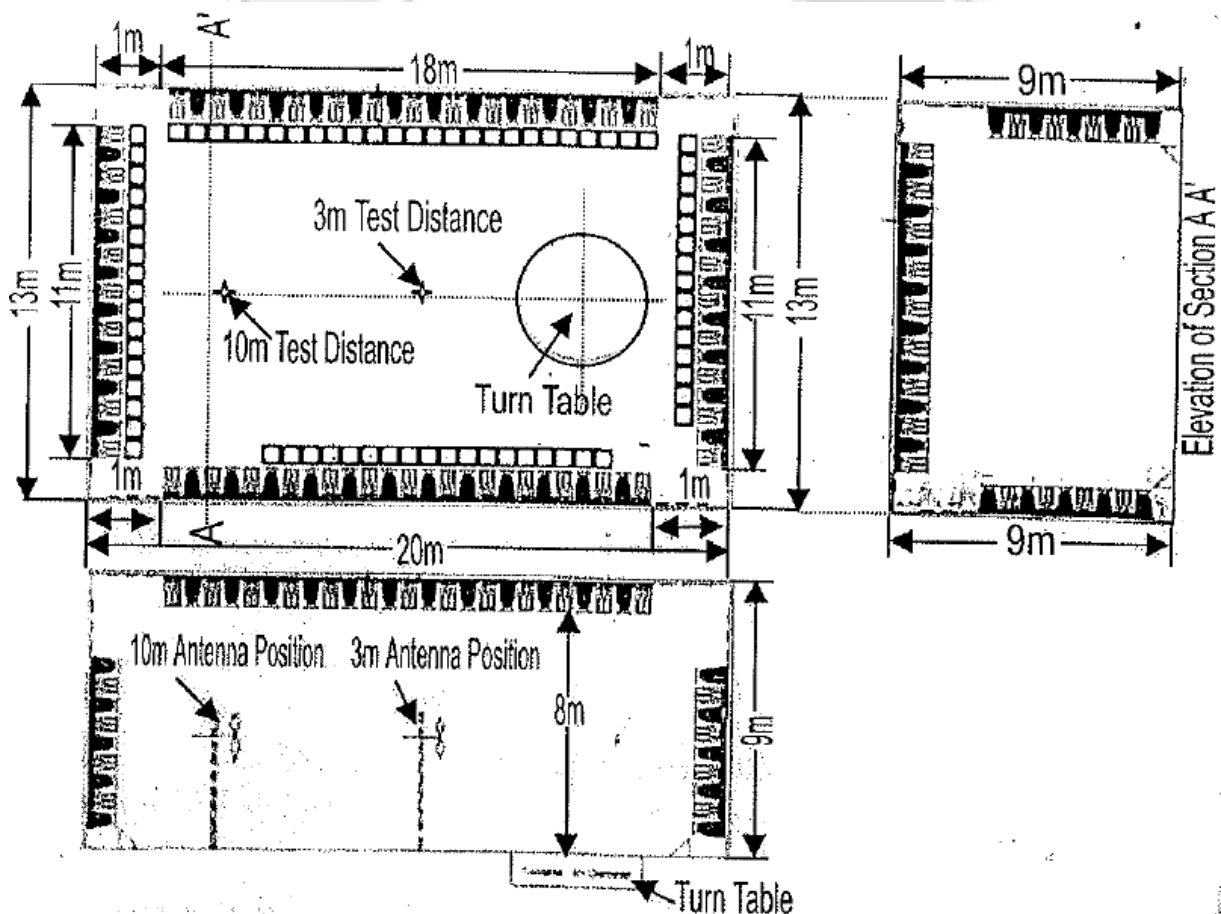 A'
1m
18m
1m
9m
13m
11m
3m Test Distance
10m Test Distance
Turn Table
11m
13m
Elevation of Section A A'
1m
1m
A
20m
9m
10m Antenna Position
3m Antenna Position
8m
9m
Turn Table